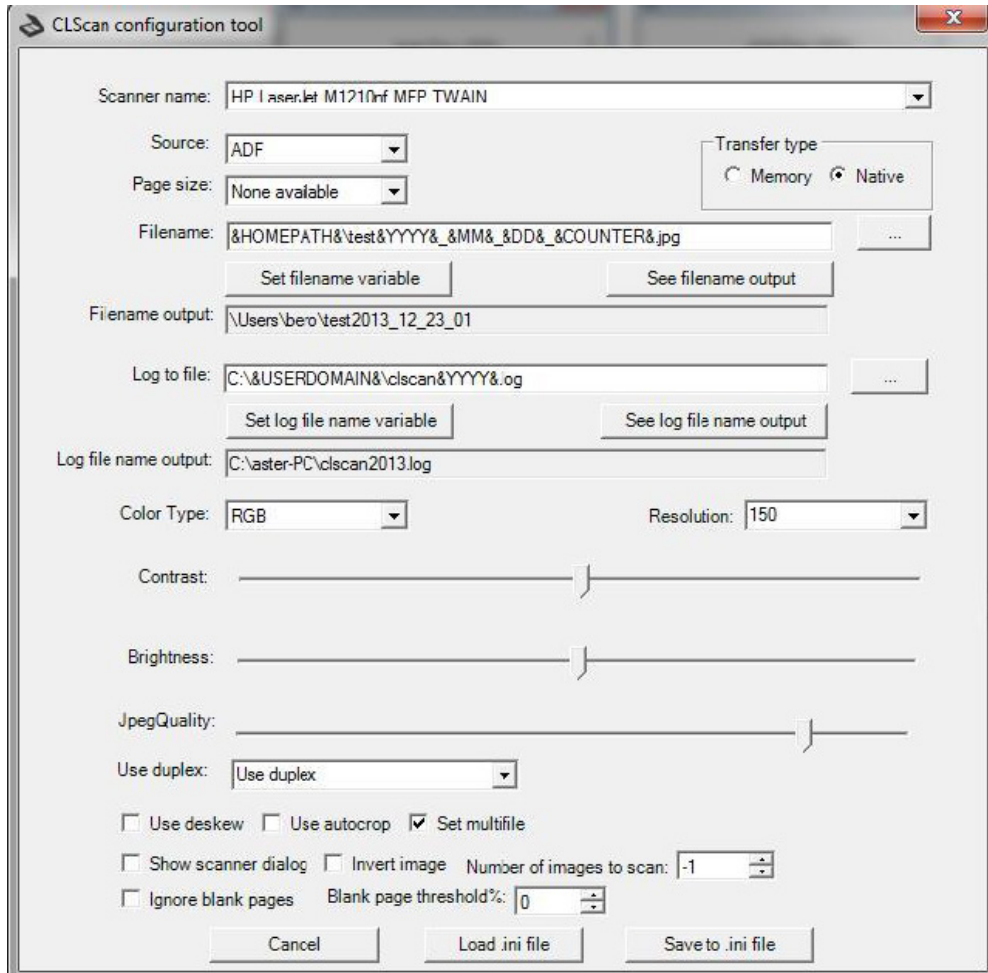 CLScan configuration tool
Scanner name: HP LaserJet M1210nf MFP TWAIN
Source: ADF
Transfer type
Page size: None available
Memory Native
Filename: &HOMEPATH&\test&YYYY&_&MM&_&DD&_&COUNTER&.jpg ...
Set filename variable See filename output
Filename output: \Users\bero\test2013_12_23_01
Log to file: C:\&USERDOMAIN&\clscan&YYYY&.log ...
Set log file name variable See log file name output
Log file name output: C:\aster-PC\clscan2013.log
Color Type: RGB Resolution: 150
Contrast:
Brightness:
JpegQuality:
Use duplex: Use duplex
Use deskew Use autocrop Set multifile
Show scanner dialog Invert image Number of images to scan: -1
Ignore blank pages Blank page threshold%: 0
Cancel Load .ini file Save to .ini file